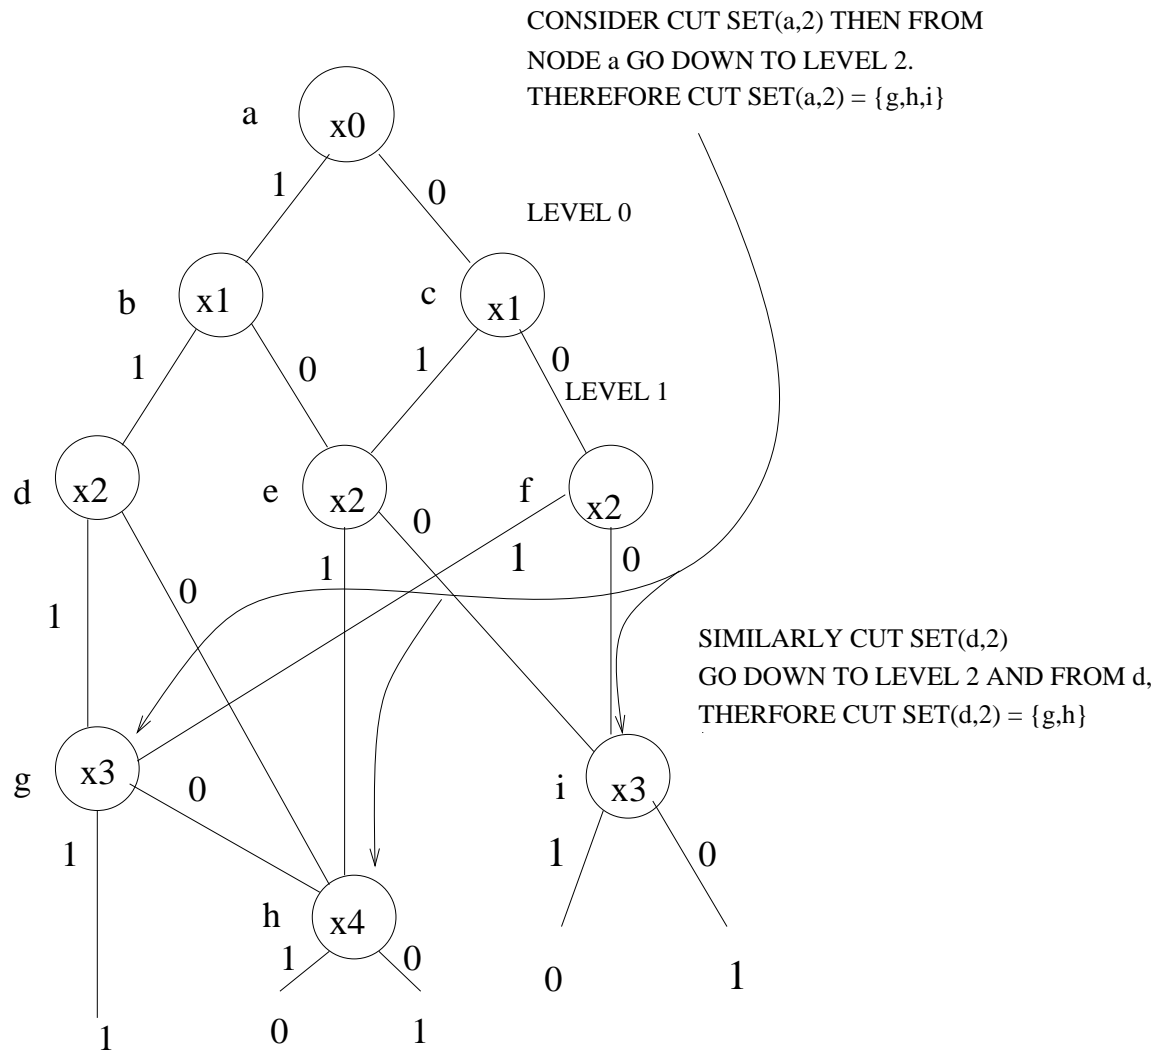 CONSIDER CUT SET(a,2) THEN FROM
NODE a GO DOWN TO LEVEL 2.
THEREFORE CUT SET(a,2) = {g,h,i}
a
x0
1
0
LEVEL 0
b
x1
c
x1
1
0
1
0
LEVEL 1
d
x2
e
x2
f
x2
0
1
0
1
0
1
SIMILARLY CUT SET(d,2)
GO DOWN TO LEVEL 2 AND FROM d,
THERFORE CUT SET(d,2) = {g,h}
g
x3
0
i
x3
1
1
0
h
x4
1
0
0
1
1
0
1